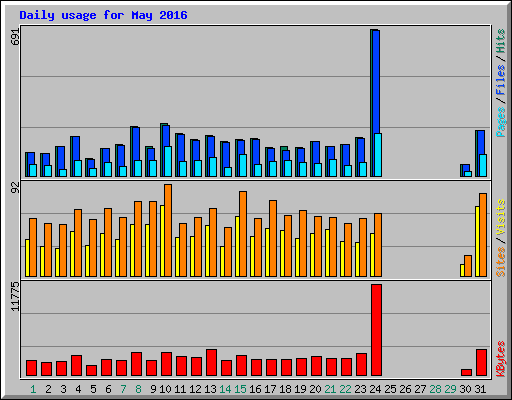 Daily usage for May 2016
691
Pages / Files / Hits
92
Sites / Visits
11775
KBytes
1 2 3 4 5 6 7 8 9 10 11 12 13 14 15 16 17 18 19 20 21 22 23 24 25 26 27 28 29 30 31